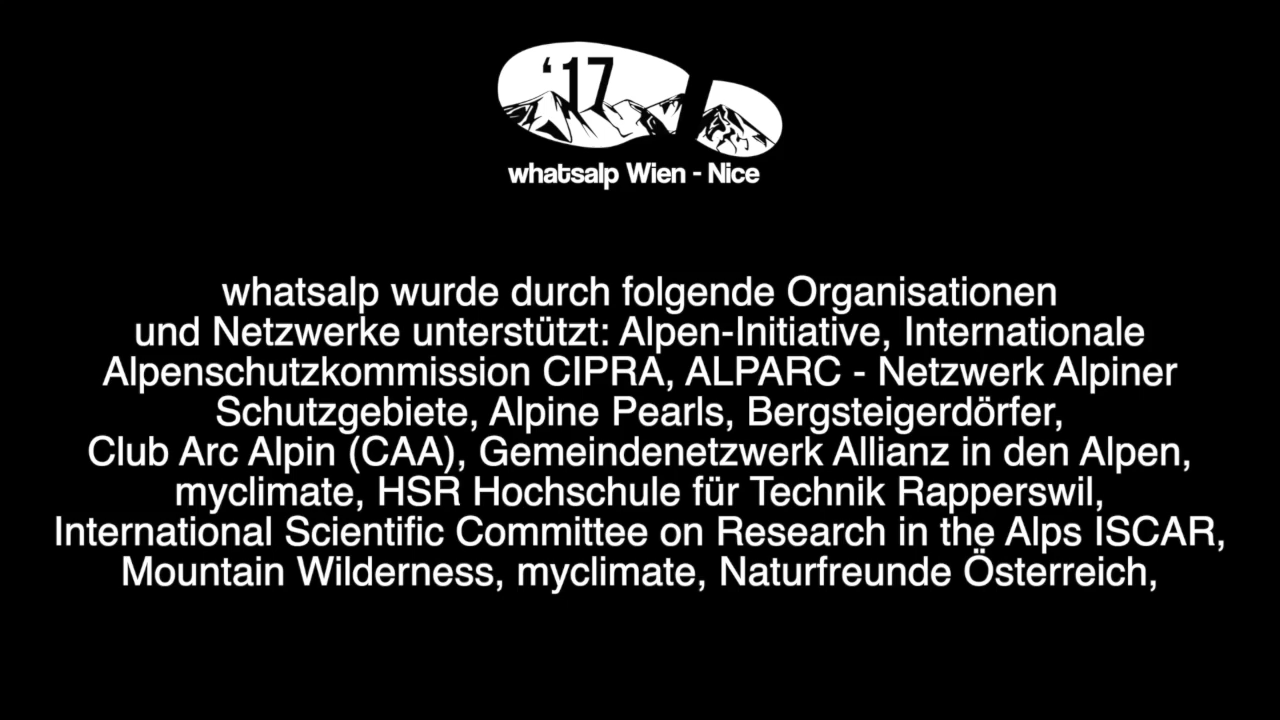 ‘17
whatsalp Wien - Nice
whatsalp wurde durch folgende Organisationen
und Netzwerke unterstützt: Alpen-Initiative, Internationale
Alpenschutzkommission CIPRA, ALPARC - Netzwerk Alpiner
Schutzgebiete, Alpine Pearls, Bergsteigerdörfer,
Club Arc Alpin (CAA), Gemeindenetzwerk Allianz in den Alpen,
myclimate, HSR Hochschule für Technik Rapperswil,
International Scientific Committee on Research in the Alps ISCAR,
Mountain Wilderness, myclimate, Naturfreunde Österreich,